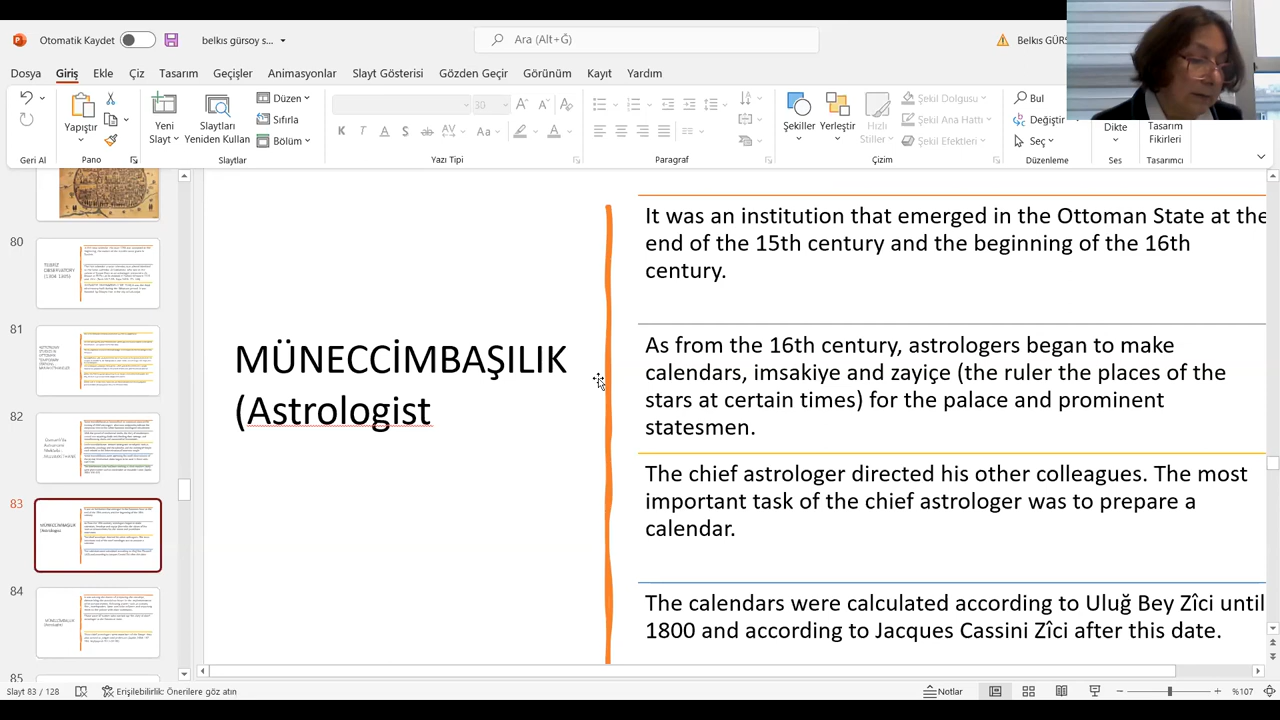 Otomatik Kaydet
belkıs gürsoy s...
Ara (Alt+G)
Belkıs GÜRS
Dosya
Giriş
Ekle
Çiz
Tasarım
Geçişler
Animasyonlar
Slayt Gösterisi
Gözden Geçir
Görünüm
Kayıt
Yardım
Yapıştır
Yeni
Slayt
Slaytları
Yeniden Kullan
Düzen
Sıfırla
Bölüm
30
Şekiller
Yerleştir
Hızlı
Stiller
Şekil Dolgusu
Şekil Ana Hattı
Şekil Efektleri
Bul
Değiştir
Seç
Dikte
Tasarım
Fikirleri
Geri Al
Pano
Slaytlar
Yazı Tipi
Paragraf
Çizim
Düzenleme
Ses
Tasarımcı
80
81
82
83
84
85
MÜNECCİMBAŞILIK
(Astrologist
It was an institution that emerged in the Ottoman State at the
end of the 15th century and the beginning of the 16th
century.
As from the 16th century, astrologers began to make
calendars, imsakiye and zayiçe (the ruler the places of the
stars at certain times) for the palace and prominent
statesmen.
The chief astrologer directed his other colleagues. The most
important task of the chief astrologer was to prepare a
calendar.
The calendars were calculated according to Uluğ Bey Zîci until
1800 and according to Jacques Cassini Zîci after this date.
Slayt 83 / 128
Erişilebilirlik: Önerilere göz atın
Notlar
%107